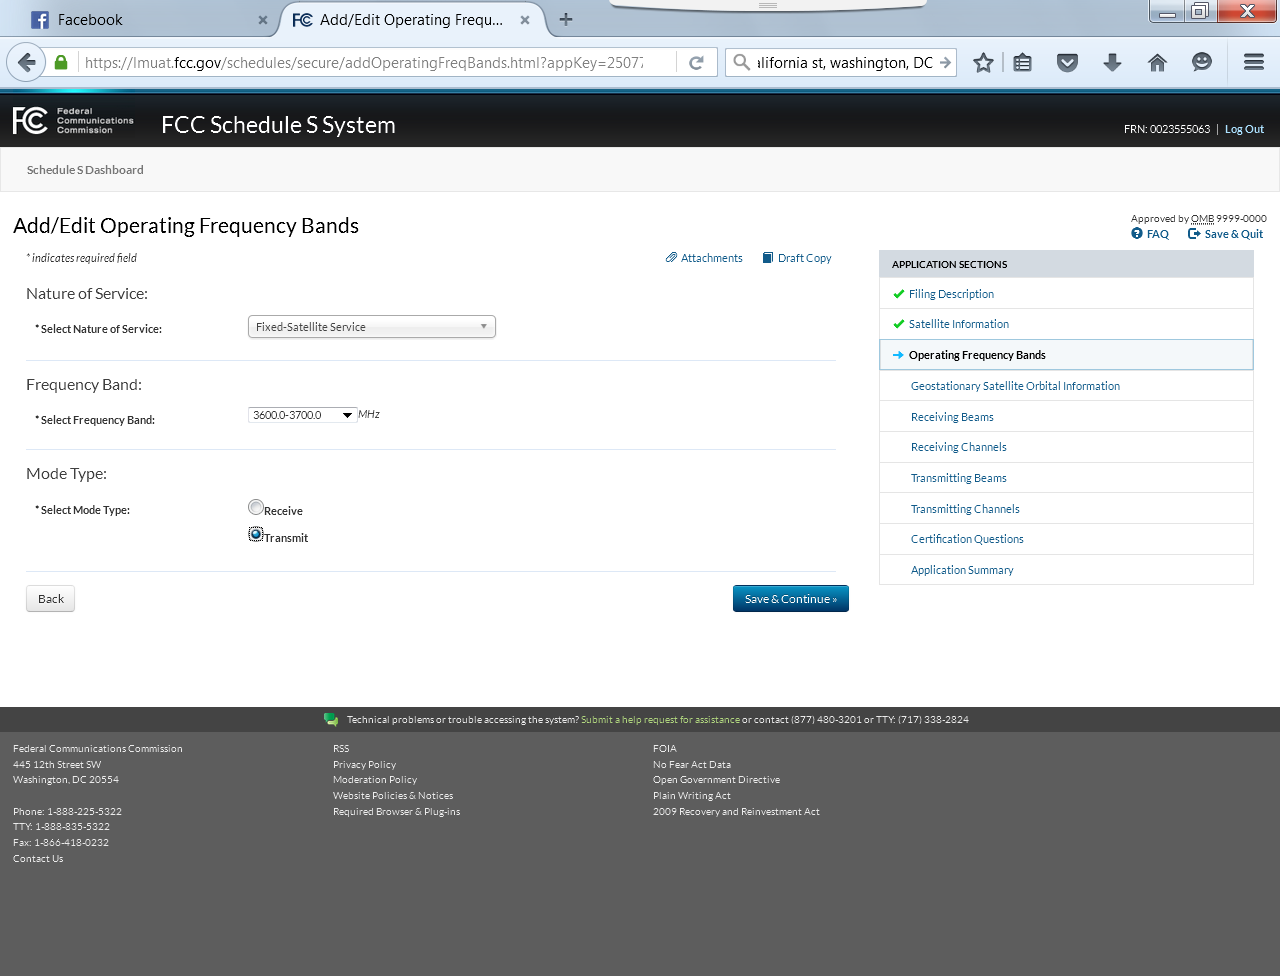 Facebook
Add/Edit Operating Frequ...
https://lmuat.fcc.gov/schedules/secure/addOperatingFreqBands.html?appKey=2507
alifornia st, washington, DC
FCC
Federal
Communications
Commission
FCC Schedule S System
FRN: 0023555063 | Log Out
Schedule S Dashboard
Add/Edit Operating Frequency Bands
Approved by OMB 9999-0000
FAQ
Save & Quit
* indicates required field
Attachments
Draft Copy
Nature of Service:
* Select Nature of Service:
Fixed-Satellite Service
Frequency Band:
* Select Frequency Band:
3600.0-3700.0
MHz
Mode Type:
* Select Mode Type:
Receive
Transmit
Back
Save & Continue »
APPLICATION SECTIONS
Filing Description
Satellite Information
Operating Frequency Bands
Geostationary Satellite Orbital Information
Receiving Beams
Receiving Channels
Transmitting Beams
Transmitting Channels
Certification Questions
Application Summary
Technical problems or trouble accessing the system? Submit a help request for assistance or contact (877) 480-3201 or TTY: (717) 338-2824
Federal Communications Commission
445 12th Street SW
Washington, DC 20554
Phone: 1-888-225-5322
TTY: 1-888-835-5322
Fax: 1-866-418-0232
Contact Us
RSS
Privacy Policy
Moderation Policy
Website Policies & Notices
Required Browser & Plug-ins
FOIA
No Fear Act Data
Open Government Directive
Plain Writing Act
2009 Recovery and Reinvestment Act